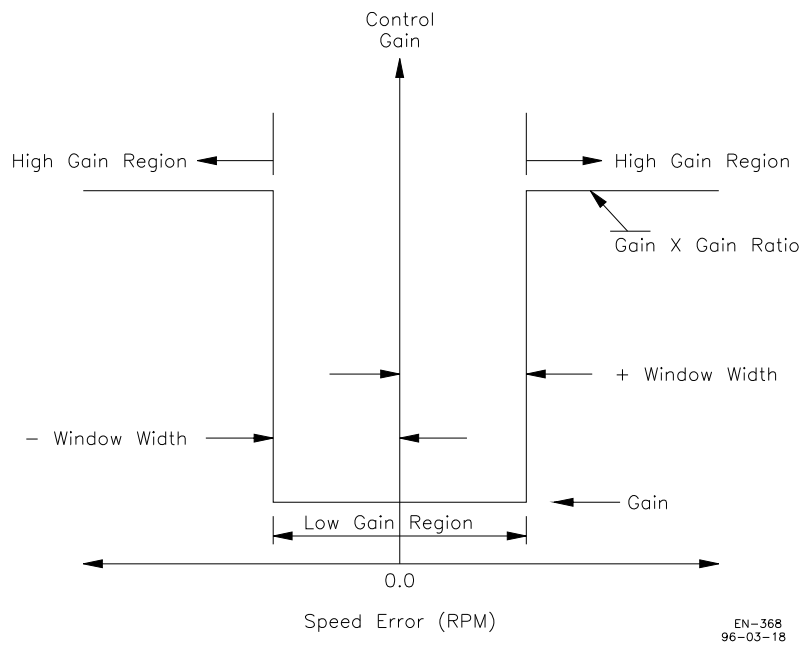 Control
Gain
High Gain Region
High Gain Region
Gain X Gain Ratio
+ Window Width
- Window Width
Gain
Low Gain Region
0.0
Speed Error (RPM)
EN-368
96-03-18